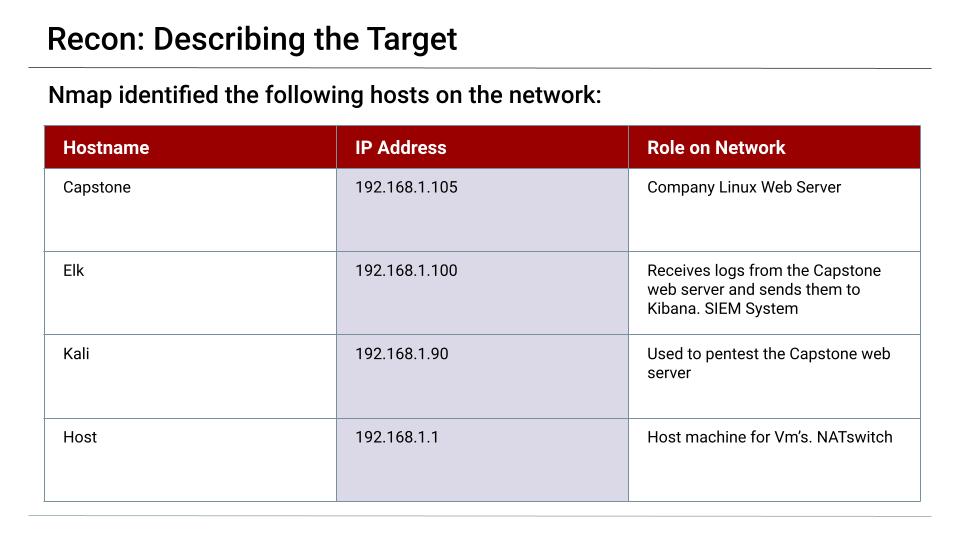 Recon: Describing the Target
Nmap identified the following hosts on the network:
Hostname IP Address Role on Network
Capstone 192.168.1.105 Company Linux Web Server
Elk 192.168.1.100 Receives logs from the Capstone
web server and sends them to
Kibana. SIEM System
Kali 192.168.1.90 Used to pentest the Capstone web
server
Host 192.168.1.1 Host machine for Vm’s. NATswitch